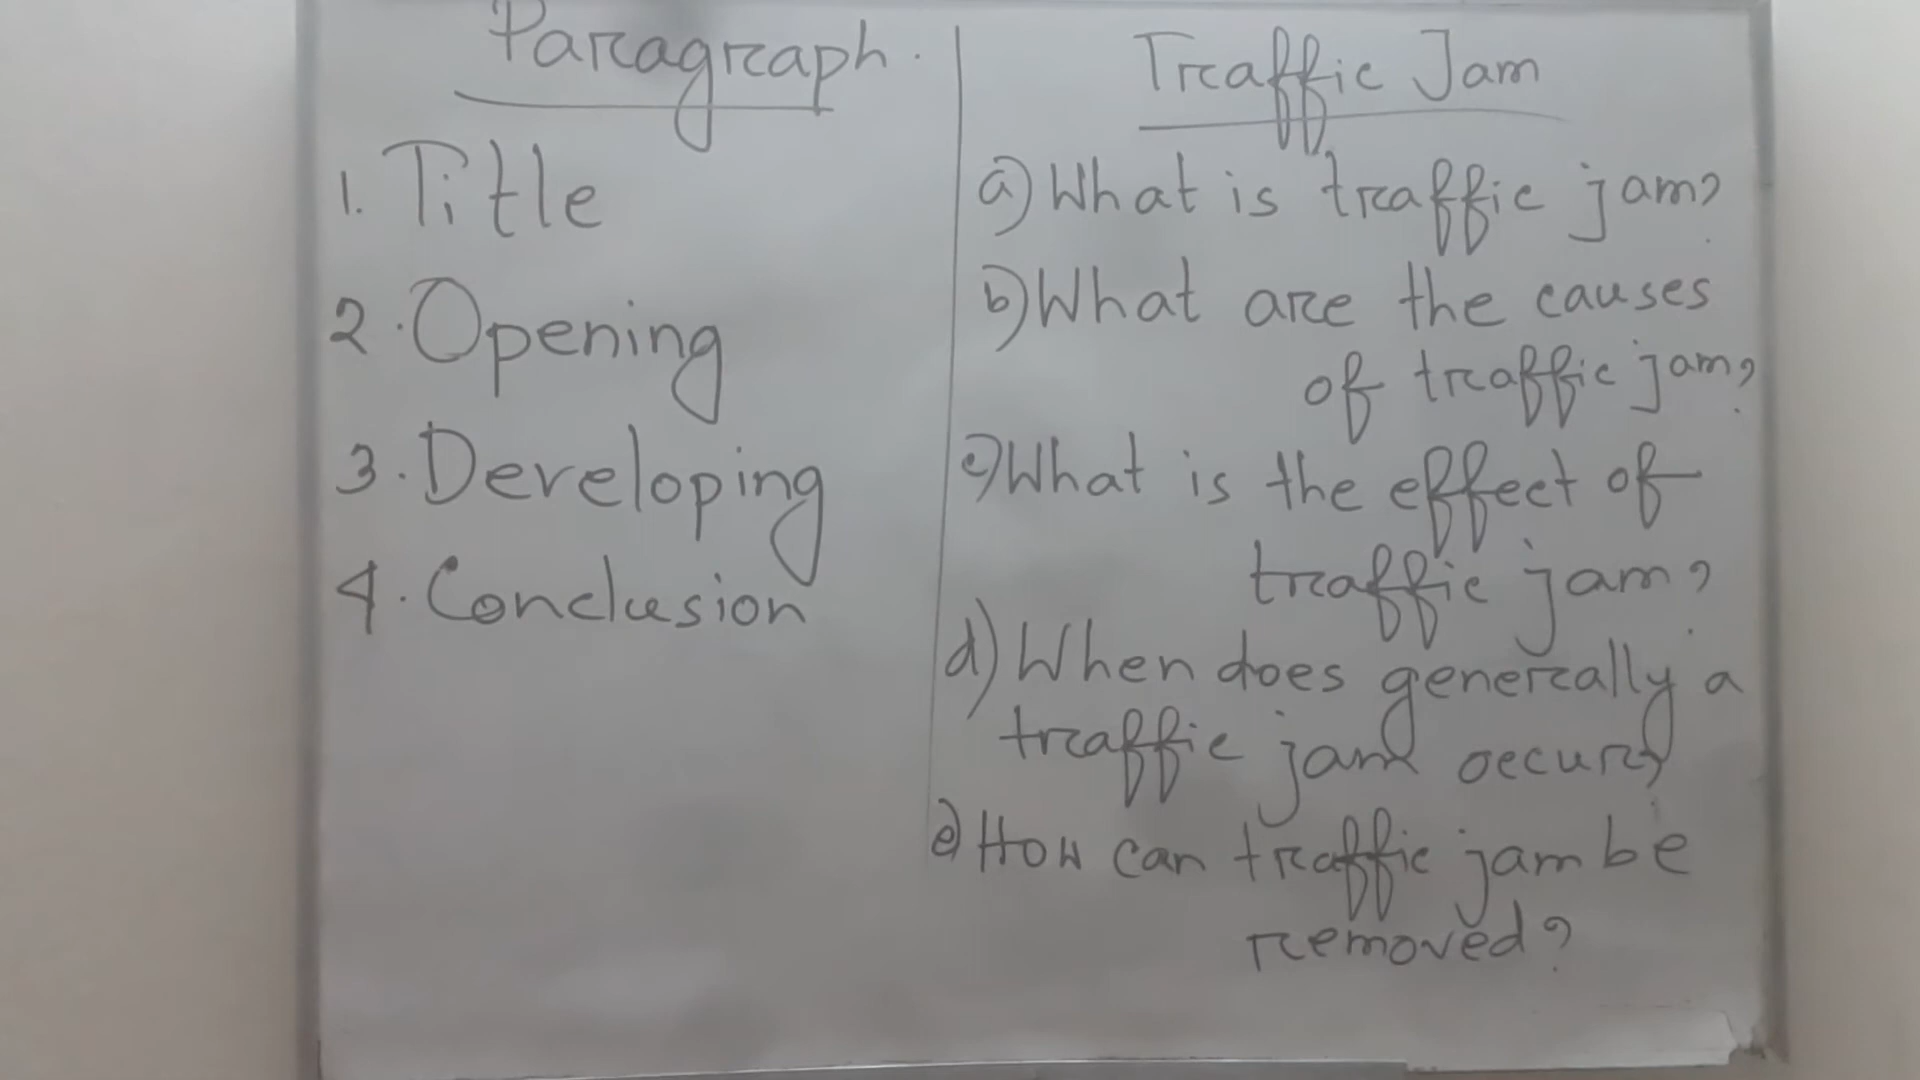 Paragraph.
1. Title
2. Opening
3. Developing
4. Conclusion
Traffic Jam
a) What is traffic jam?
b) What are the causes
of traffic jam?
c) What is the effect of
traffic jam?
d) When does generally a
traffic jam occur?
e) How can traffic jam be
removed?